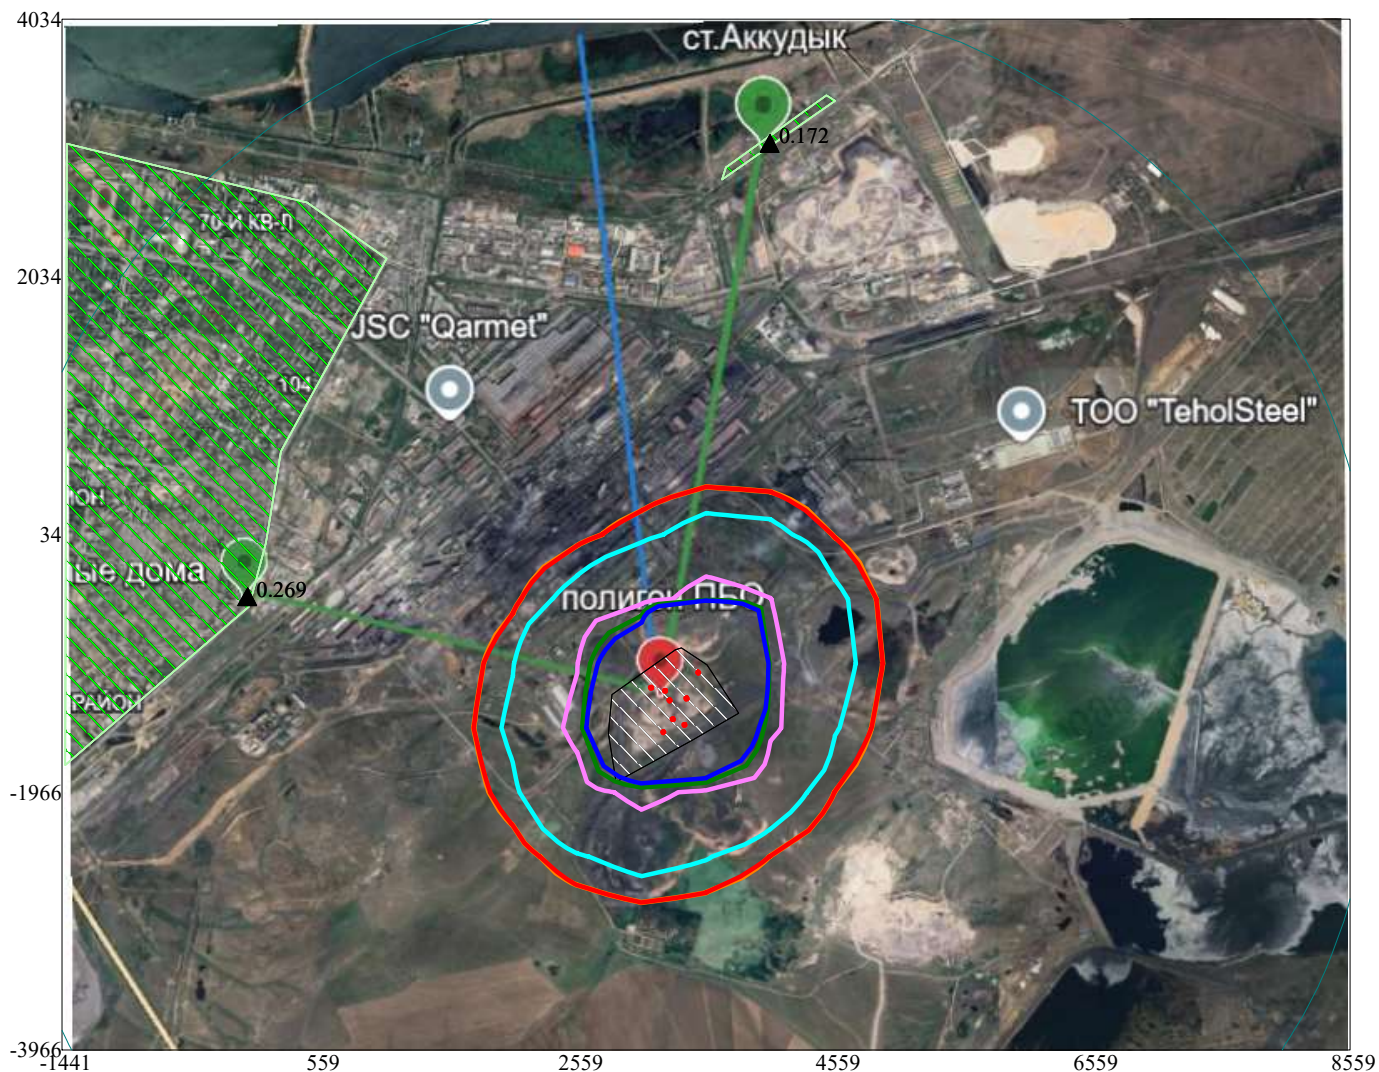 4034
ст.Аккудык
0.172
70-Й КВ-Л
2034
JSC "Qarmet"
104
ТОО "TeholSteel"
34
ые дома
0.269
полигон ПБО
РАЙОН
-1966
-3966
-1441
559
2559
4559
6559
8559